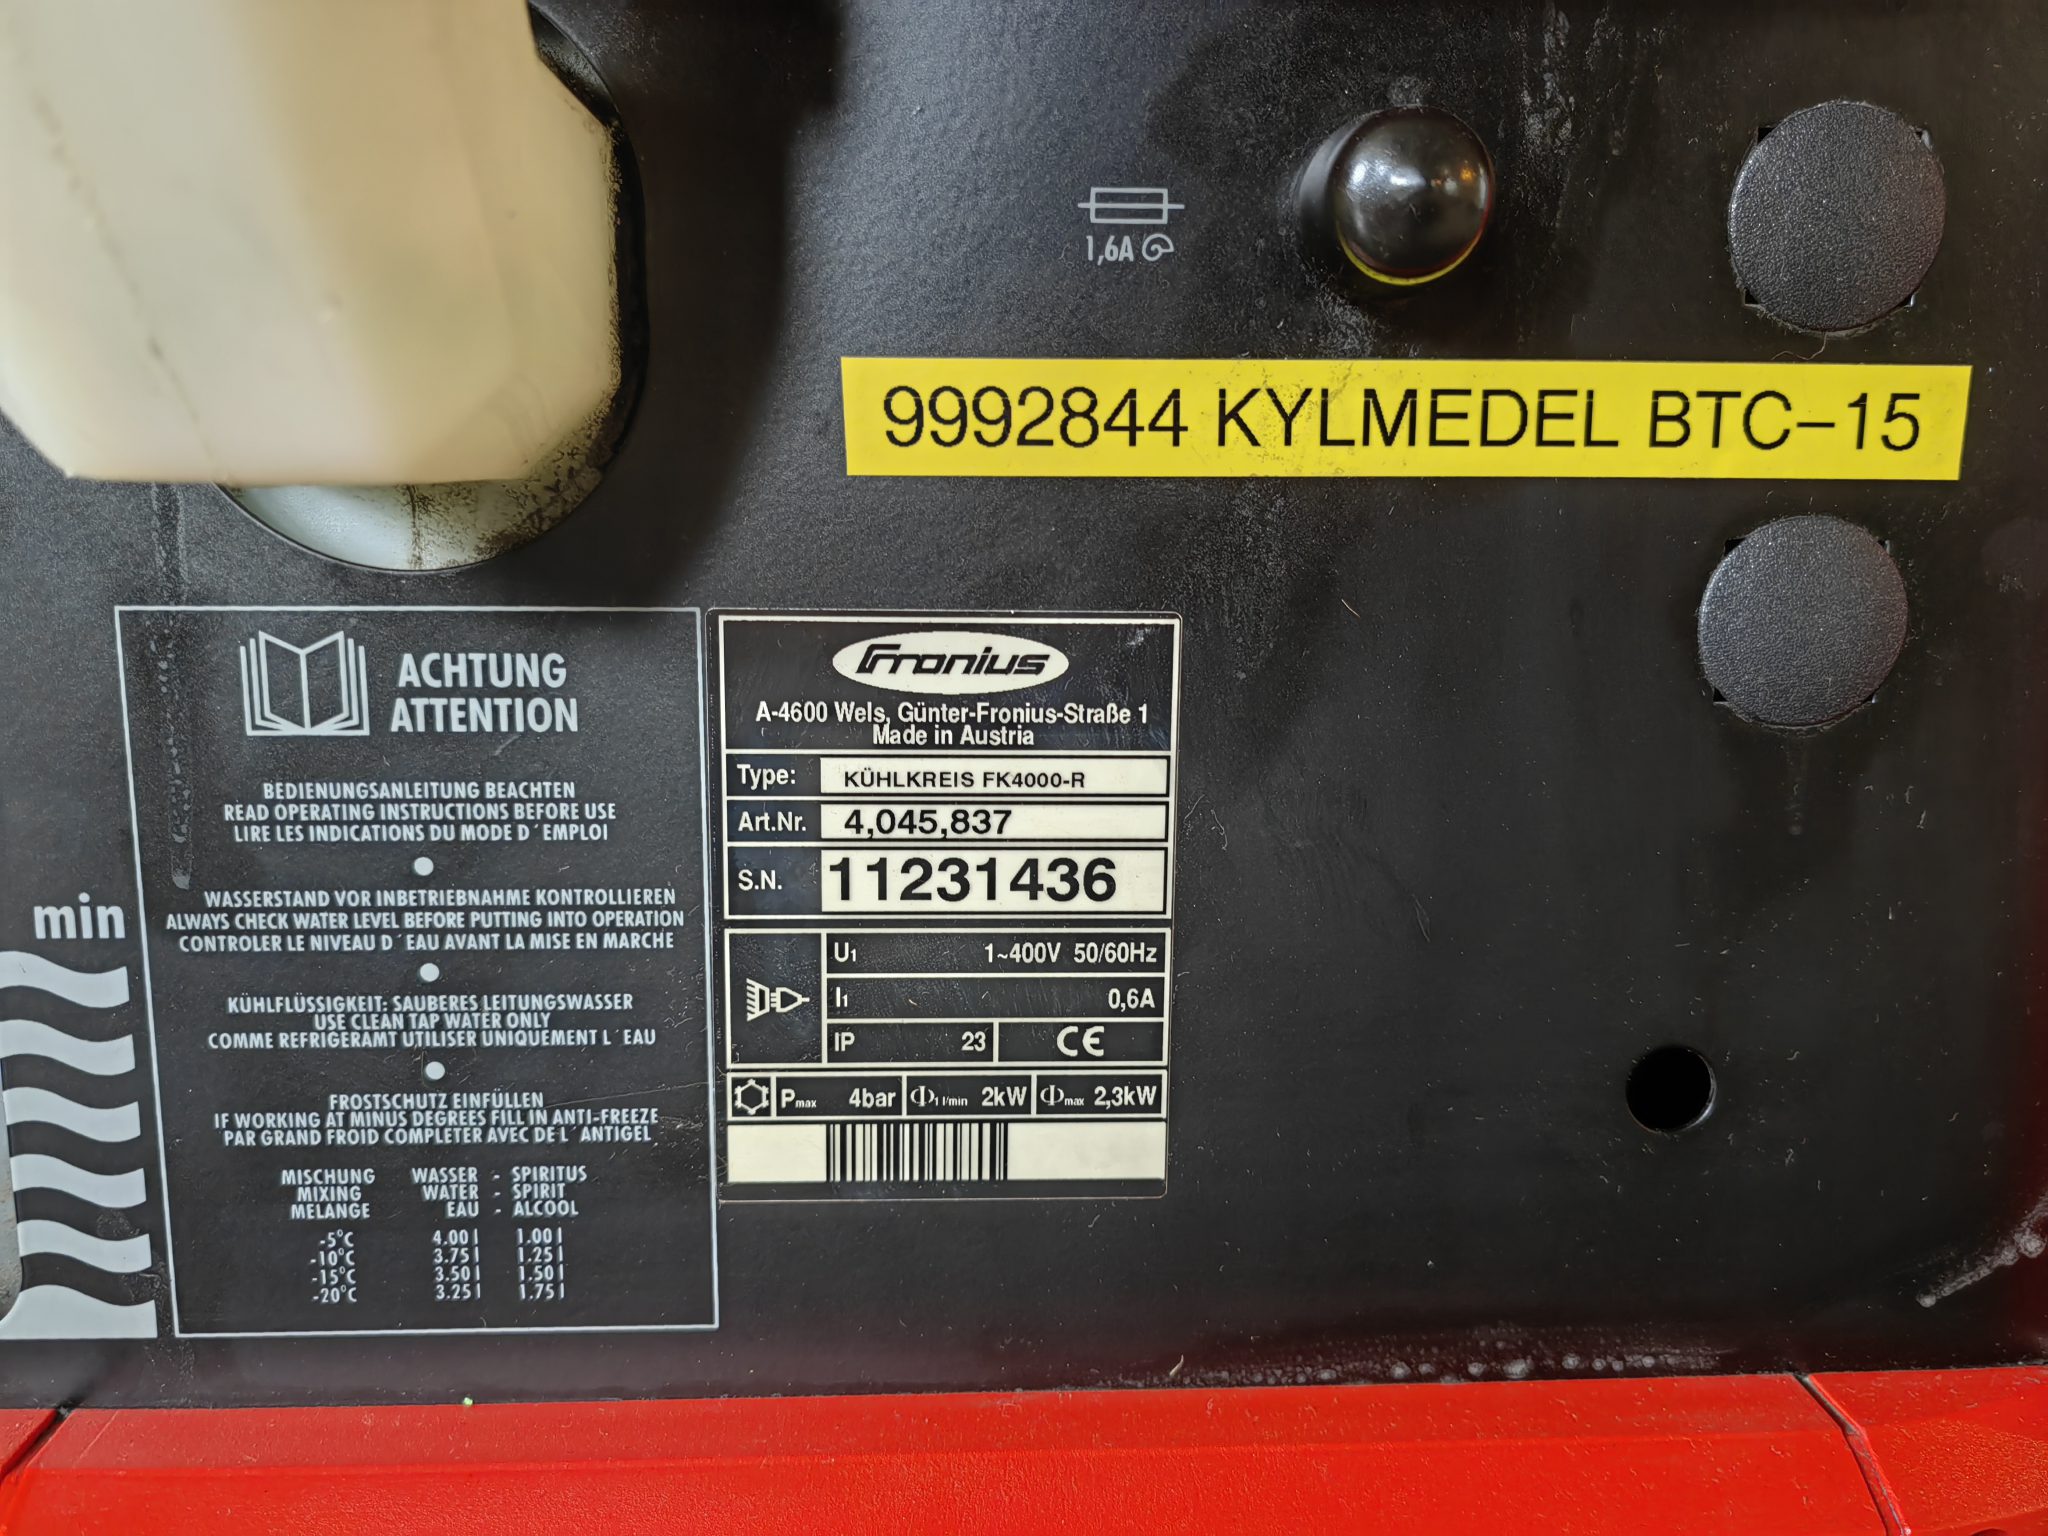 1,6A
9992844 KYLMEDEL BTC-15
ACHTUNG
ATTENTION
BEDIENUNGSANLEITUNG BEACHTEN
READ OPERATING INSTRUCTIONS BEFORE USE
LIRE LES INDICATIONS DU MODE D´EMPLOI
WASSERSTAND VOR INBETRIEBNAHME KONTROLLIEREN
ALWAYS CHECK WATER LEVEL BEFORE PUTTING INTO OPERATION
CONTROLER LE NIVEAU D´EAU AVANT LA MISE EN MARCHE
KÜHLFLÜSSIGKEIT: SAUBERES LEITUNGSWASSER
USE CLEAN TAP WATER ONLY
COMME REFRIGERAMT UTILISER UNIQUEMENT L´EAU
FROSTSCHUTZ EINFÜLLEN
IF WORKING AT MINUS DEGREES FILL IN ANTI-FREEZE
PAR GRAND FROID COMPLETER AVEC DE L´ANTIGEL
MISCHUNG WASSER - SPIRITUS
MIXING WATER - SPIRIT
MELANGE EAU - ALCOOL
-5°C 4.00 l 1.00 l
-10°C 3.75 l 1.25 l
-15°C 3.50 l 1.50 l
-20°C 3.25 l 1.75 l
min
Fronius
A-4600 Wels, Günter-Fronius-Straße 1
Made in Austria
Type: KÜHLKREIS FK4000-R
Art.Nr. 4,045,837
S.N. 11231436
U1 1~400V 50/60Hz
I1 0,6A
IP 23 CE
Pmax 4bar Φ1 l/min 2kW Φmax 2,3kW